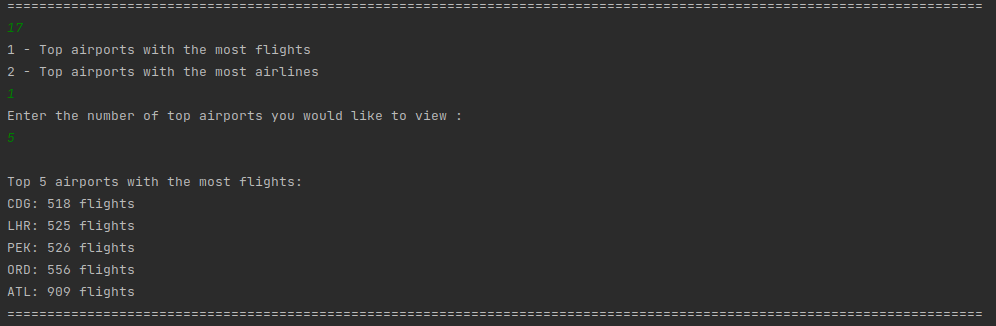 ==========================================================================================================================
17
1 - Top airports with the most flights
2 - Top airports with the most airlines
1
Enter the number of top airports you would like to view :
5
Top 5 airports with the most flights:
CDG: 518 flights
LHR: 525 flights
PEK: 526 flights
ORD: 556 flights
ATL: 909 flights
==========================================================================================================================